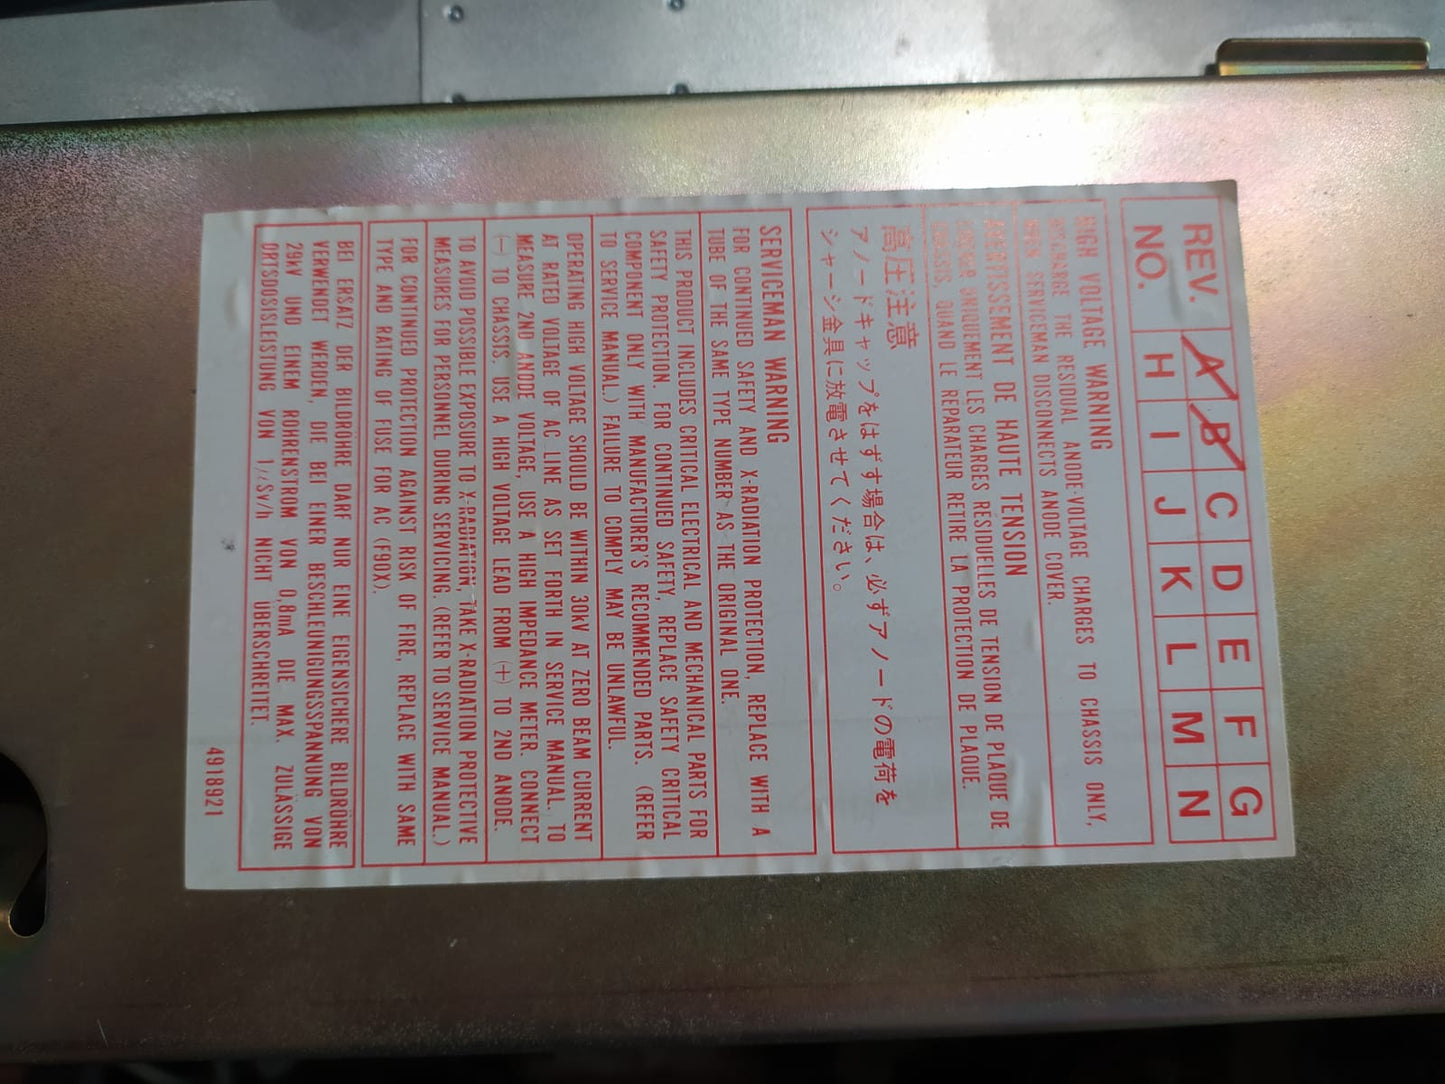 REV. A B C D E F G
NO. H I J K L M N
HIGH VOLTAGE WARNING
DISCHARGE THE RESIDUAL ANODE-VOLTAGE CHARGES TO CHASSIS ONLY,
WHEN SERVICEMAN DISCONNECTS ANODE COVER.
AVERTISSEMENT DE HAUTE TENSION
UNIQUEMENT LES CHARGES RÉSIDUELLES DE TENSION DE PLAQUE DE
CHÂSSIS, QUAND LE RÉPARATEUR RETIRE LA PROTECTION DE PLAQUE.
高圧注意
アノードキャップをはずす場合は、必ずアノードの電荷を
シャーシ金具に放電させてください。
SERVICEMAN WARNING
FOR CONTINUED SAFETY AND X-RADIATION PROTECTION, REPLACE WITH A
TUBE OF THE SAME TYPE NUMBER AS THE ORIGINAL ONE.
THIS PRODUCT INCLUDES CRITICAL ELECTRICAL AND MECHANICAL PARTS FOR
SAFETY PROTECTION. FOR CONTINUED SAFETY, REPLACE SAFETY CRITICAL
COMPONENT ONLY WITH MANUFACTURER'S RECOMMENDED PARTS. (REFER
TO SERVICE MANUAL.) FAILURE TO COMPLY MAY BE UNLAWFUL.
OPERATING HIGH VOLTAGE SHOULD BE WITHIN 30kV AT ZERO BEAM CURRENT
AT RATED VOLTAGE OF AC LINE AS SET FORTH IN SERVICE MANUAL. TO
MEASURE 2ND ANODE VOLTAGE, USE A HIGH IMPEDANCE METER. CONNECT
(−) TO CHASSIS. USE A HIGH VOLTAGE LEAD FROM (+) TO 2ND ANODE.
TO AVOID POSSIBLE EXPOSURE TO X-RADIATION, TAKE X-RADIATION PROTECTIVE
MEASURES FOR PERSONNEL DURING SERVICING. (REFER TO SERVICE MANUAL.)
FOR CONTINUED PROTECTION AGAINST RISK OF FIRE, REPLACE WITH SAME
TYPE AND RATING OF FUSE FOR AC (F90X).
BEI ERSATZ DER BILDRÖHRE DARF NUR EINE EIGENSICHERE BILDRÖHRE
VERWENDET WERDEN, DE BEI EINER BESCHLEUNIGUNGSSPANNUNG VON
29kV UND EINEM RÖHRENSTROM VON 0,8mA DIE MAX. ZULÄSSIGE
ORTSDOSISLEISTUNG VON 1μSv/h NICHT ÜBERSCHREITET.
4918921